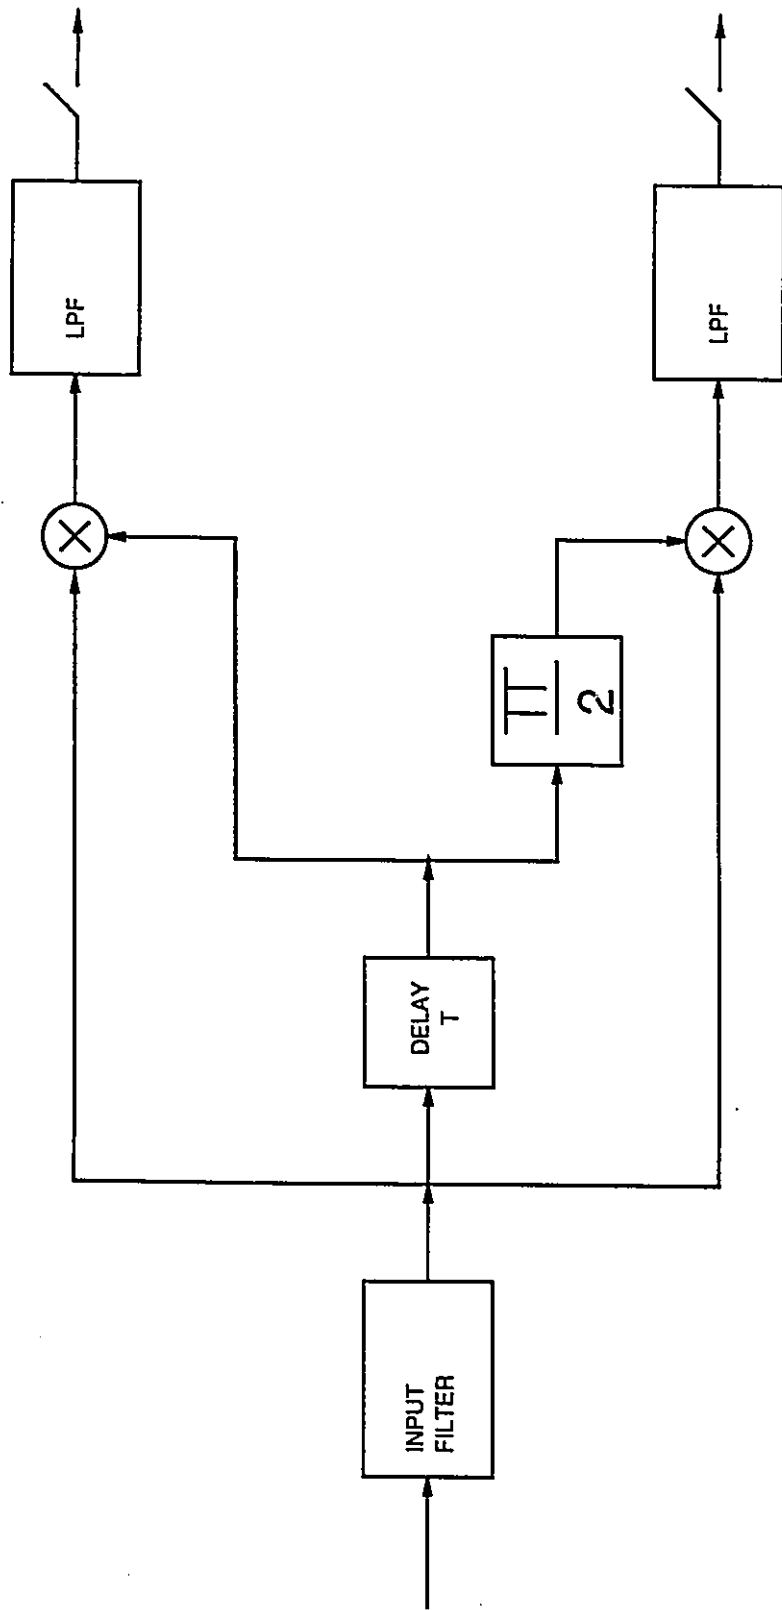 INPUT
FILTER
DELAY
T
π
2
LPF
LPF